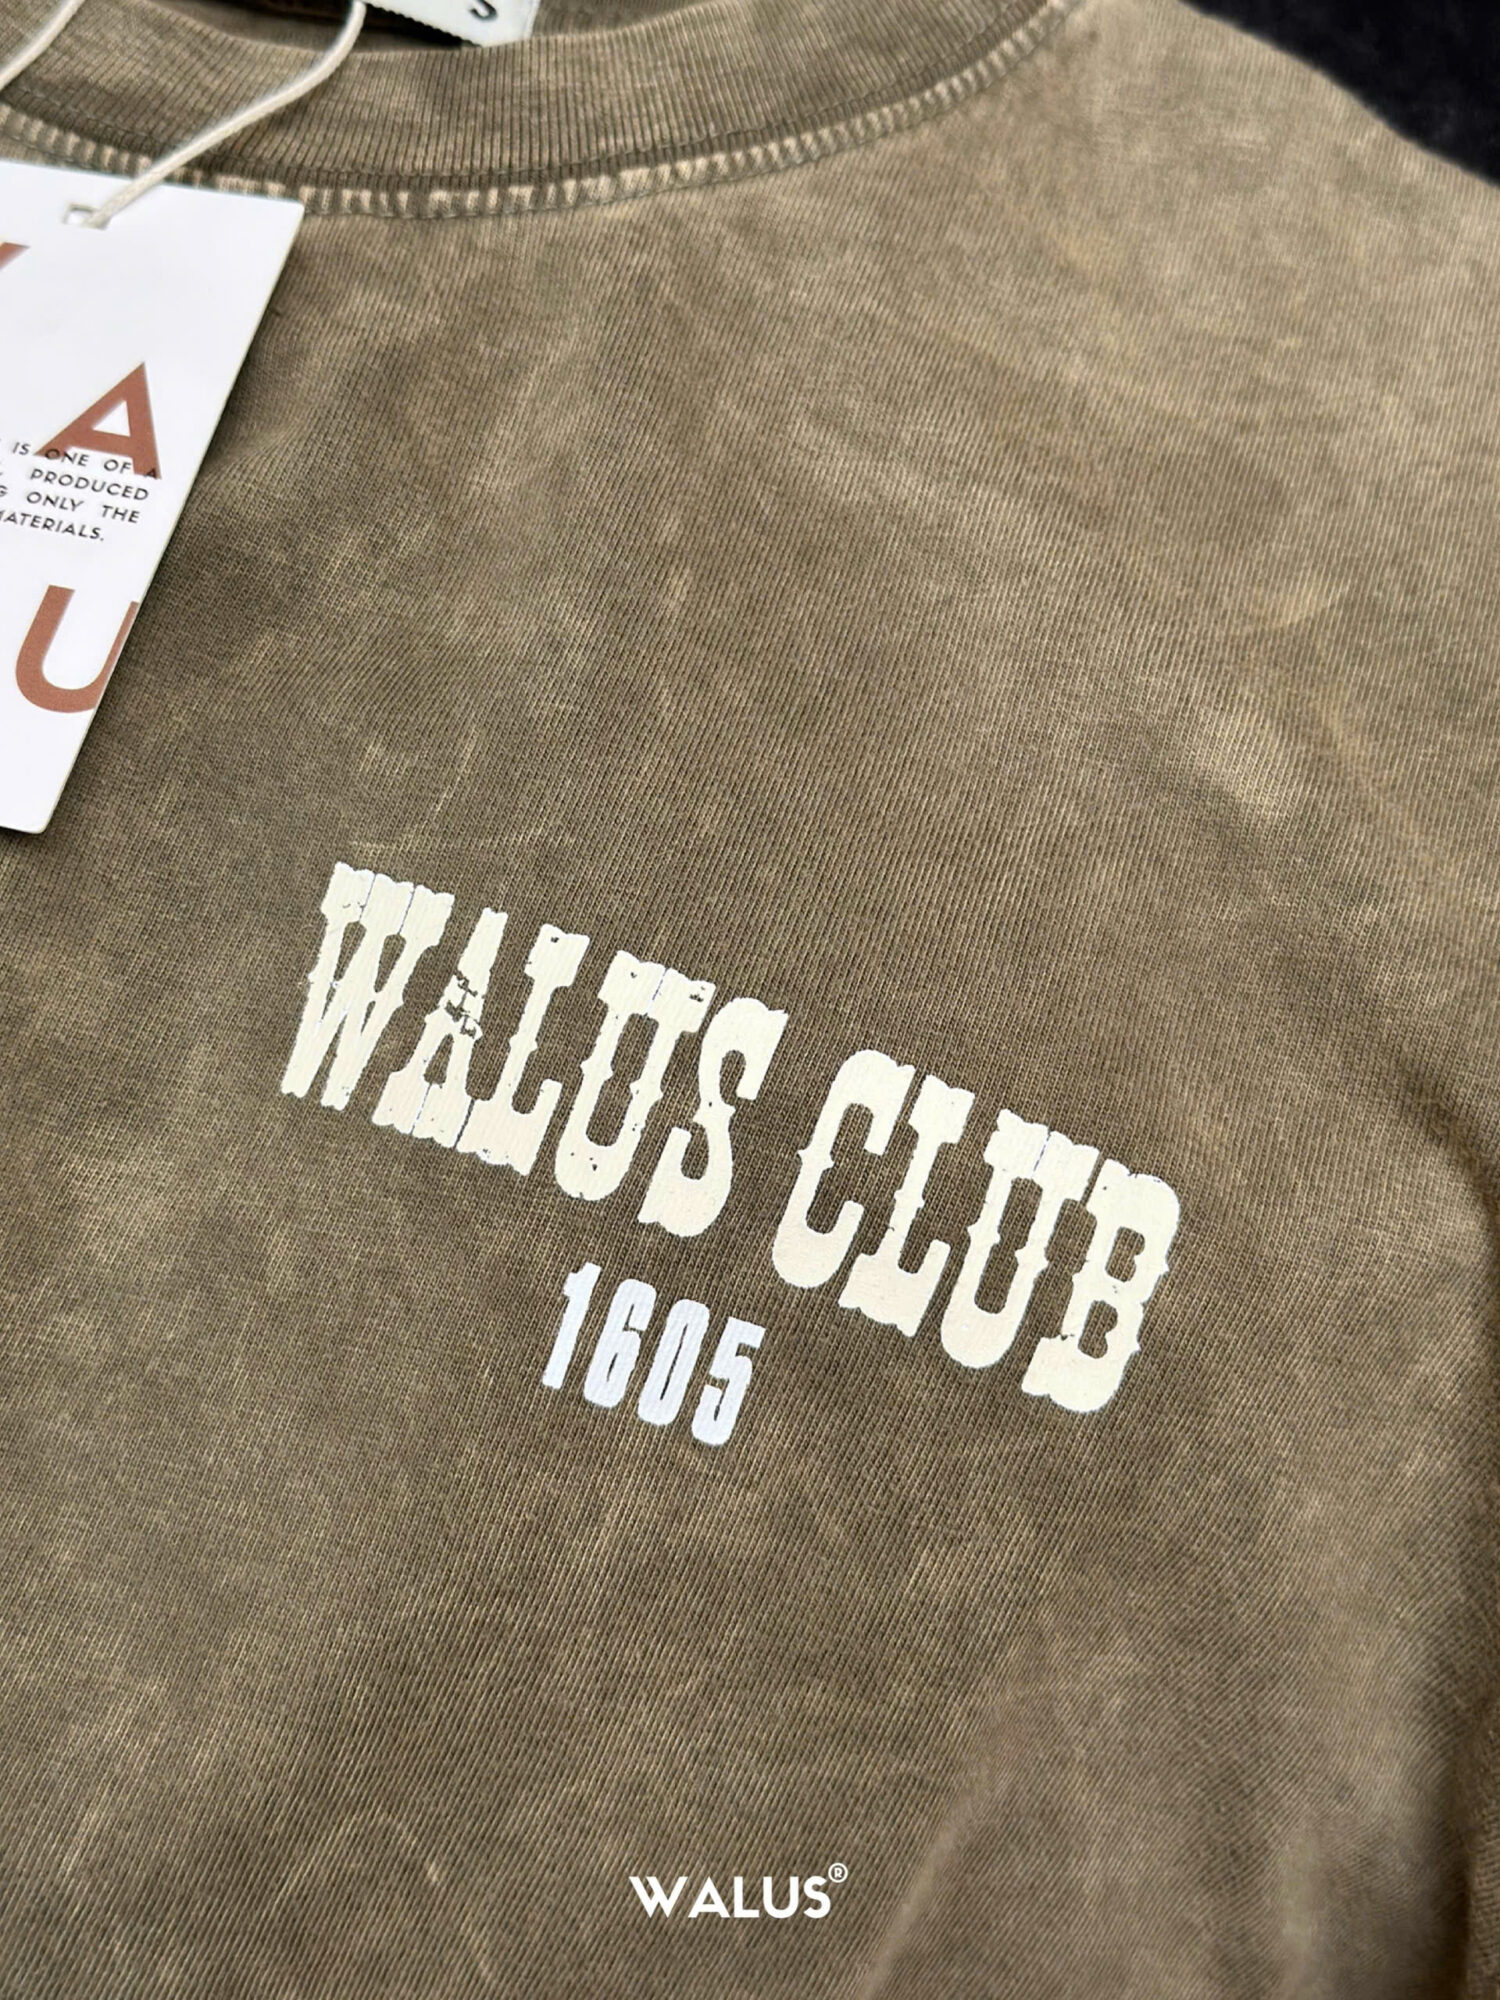 S
A
IS ONE OF A
PRODUCED
ONLY THE
MATERIALS.
U
WALUS CLUB
1605
WALUS®